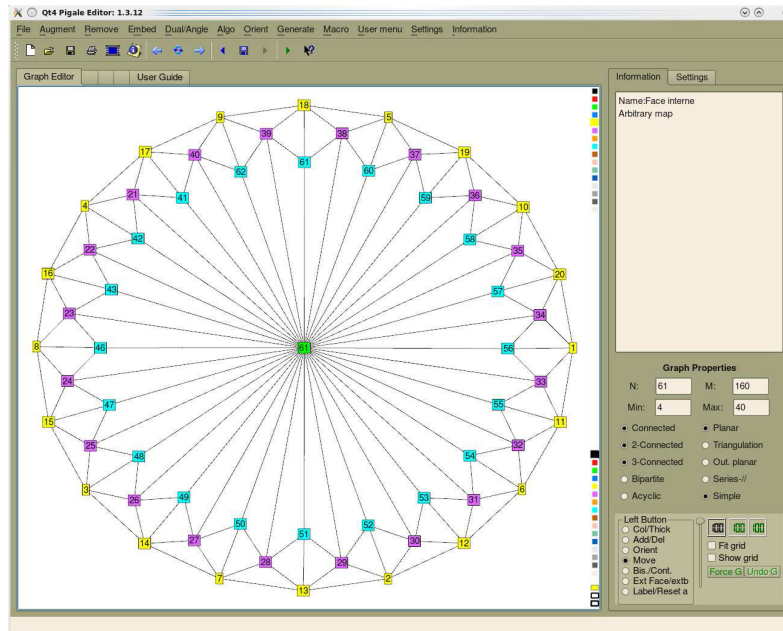 Qt4 Pigale Editor: 1.3.12
File Augment Remove Embed Dual/Angle Algo Orient Generate Macro User menu Settings Information
Graph Editor User Guide
Information Settings
Name:Face interne
Arbitrary map
18
9 5
39 38
17 40 61 37 19
62 60
21 41 59 36
4 10
42 58
22 35
16 43 57 20
23 34
8 46 61 56 1
24 33
47 55
15 11
25 32
48 54
3 6
26 49 53 31
50 52
14 27 51 30 12
28 29
7 2
13
Graph Properties
N: 61 M: 160
Min: 4 Max: 40
Connected Planar
2-Connected Triangulation
3-Connected Out. planar
Bipartite Series-//
Acyclic Simple
Left Button
Col/Thick
Add/Del
Orient
Move
Bis./Cont.
Ext Face/extb
Label/Reset a
Fit grid
Show grid
Force G Undo G